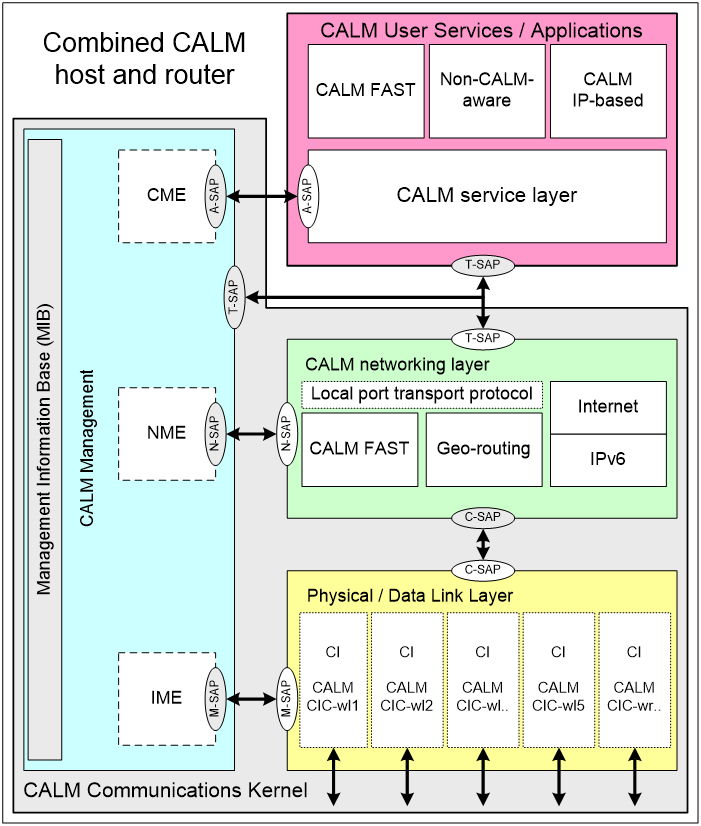 Combined CALM
host and router
CALM User Services / Applications
CALM FAST
Non-CALM-
aware
CALM
IP-based
CALM service layer
A-SAP
T-SAP
CALM Management
Management Information Base (MIB)
CME
A-SAP
T-SAP
NME
N-SAP
IME
M-SAP
T-SAP
CALM networking layer
Local port transport protocol
CALM FAST
Geo-routing
Internet
IPv6
N-SAP
C-SAP
C-SAP
Physical / Data Link Layer
M-SAP
CI
CALM
CIC-wl1
CI
CALM
CIC-wl2
CI
CALM
CIC-wl..
CI
CALM
CIC-wl5
CI
CALM
CIC-wr..
CALM Communications Kernel